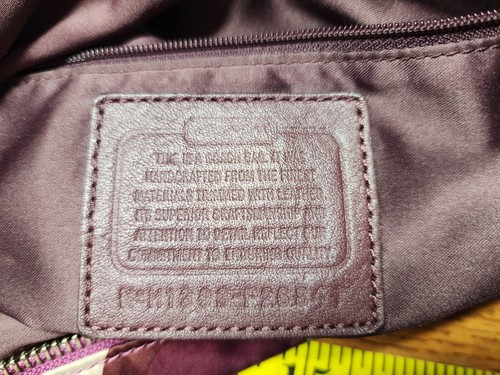 THIS IS A COACH BAG. IT WAS
HANDCRAFTED FROM THE FINEST
MATERIALS TRIMMED WITH LEATHER
ITS SUPERIOR CRAFTSMANSHIP AND
ATTENTION TO DETAIL REFLECT OUR
COMMITMENT TO ENDURING QUALITY.